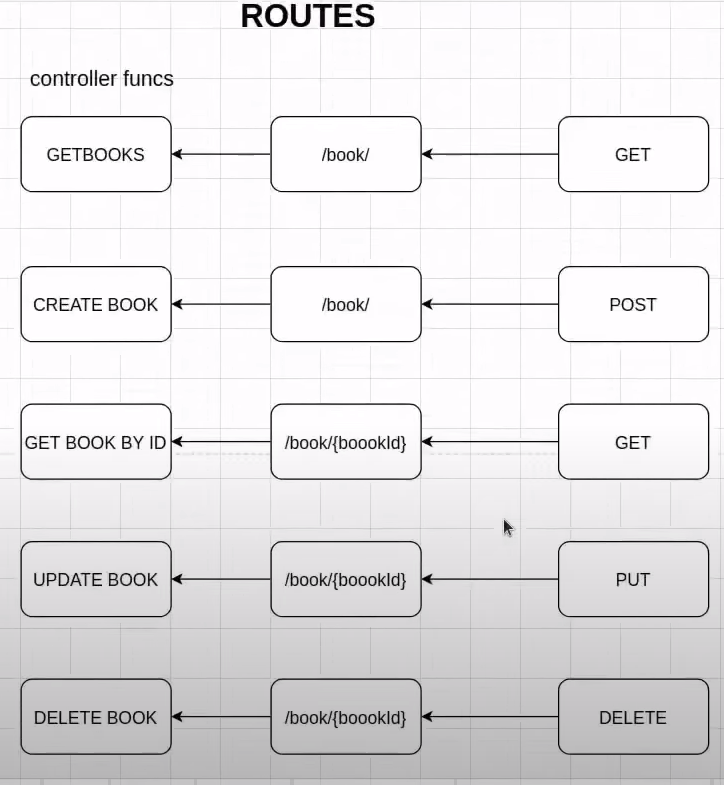 ROUTES
controller funcs
GETBOOKS
/book/
GET
CREATE BOOK
/book/
POST
GET BOOK BY ID
/book/{boookId}
GET
UPDATE BOOK
/book/{boookId}
PUT
DELETE BOOK
/book/{boookId}
DELETE